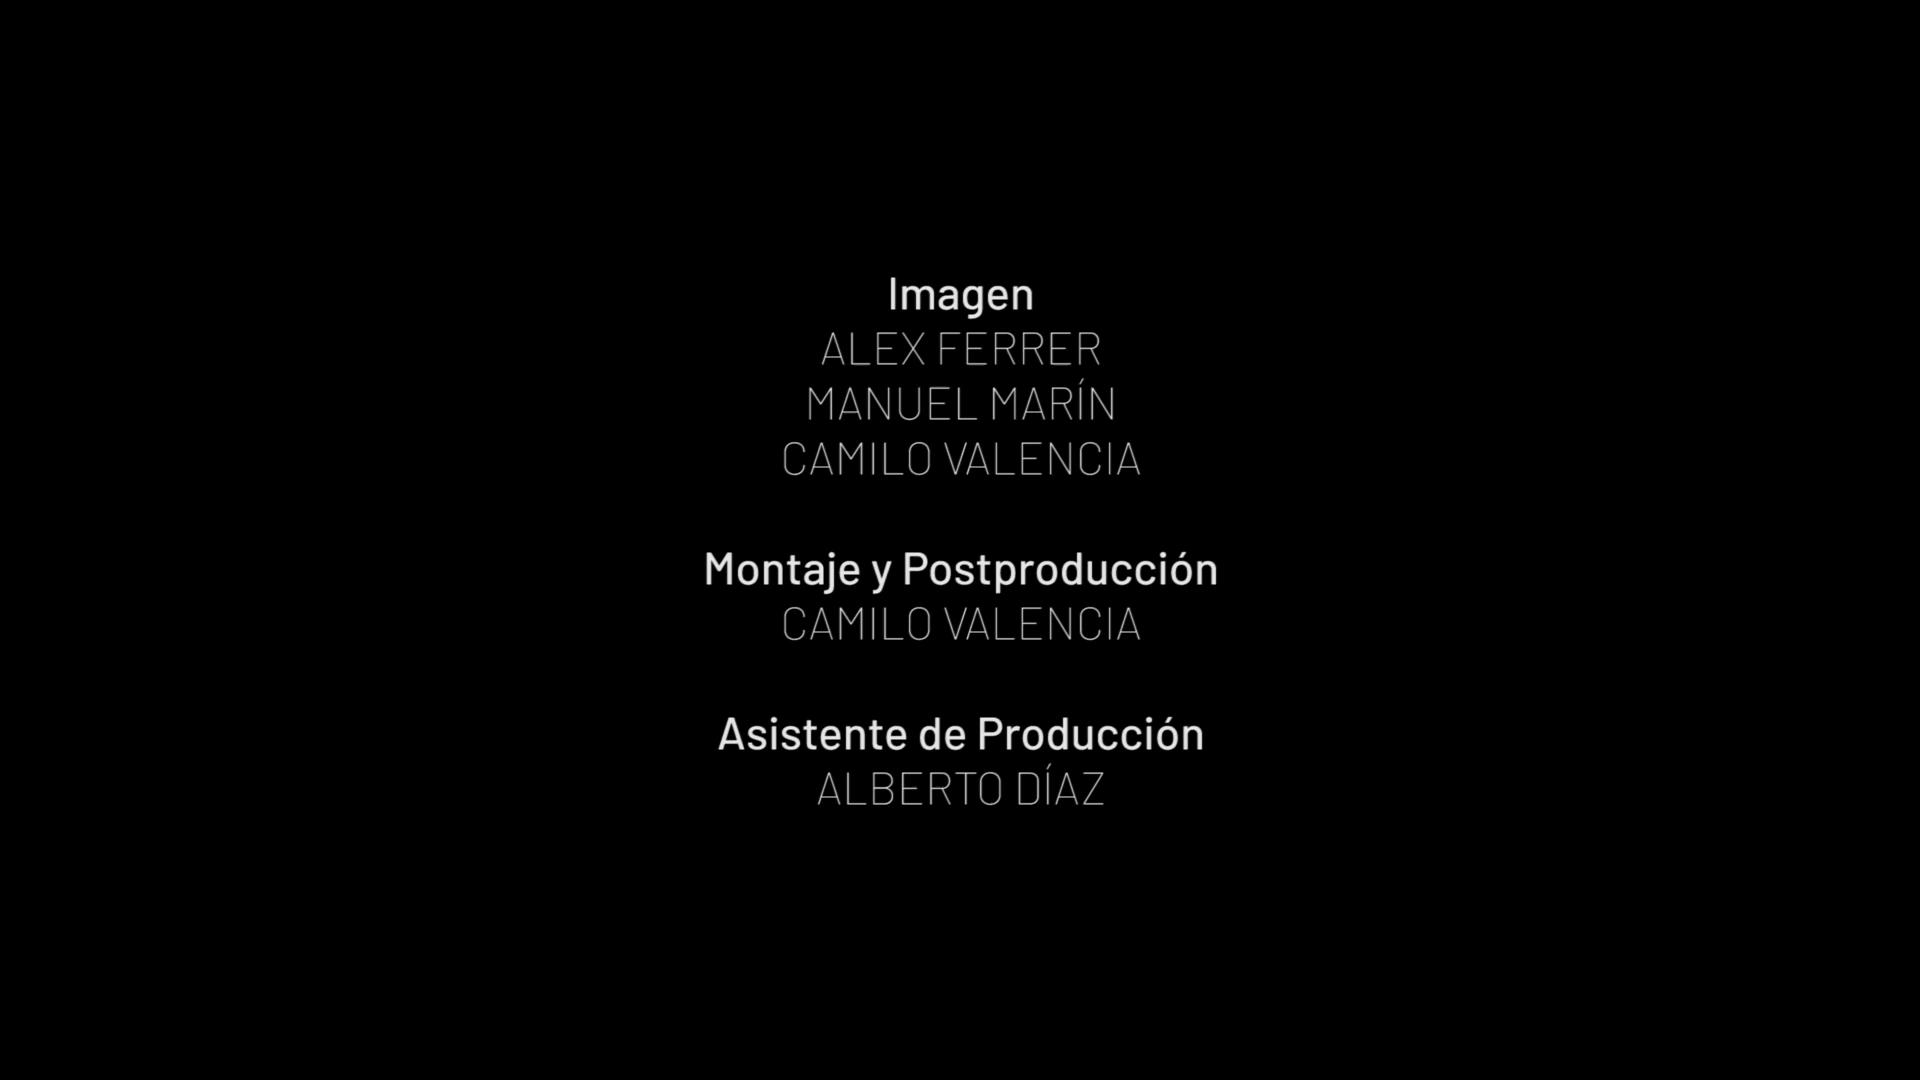 Imagen
ALEX FERRER
MANUEL MARÍN
CAMILO VALENCIA
Montaje y Postproducción
CAMILO VALENCIA
Asistente de Producción
ALBERTO DÍAZ